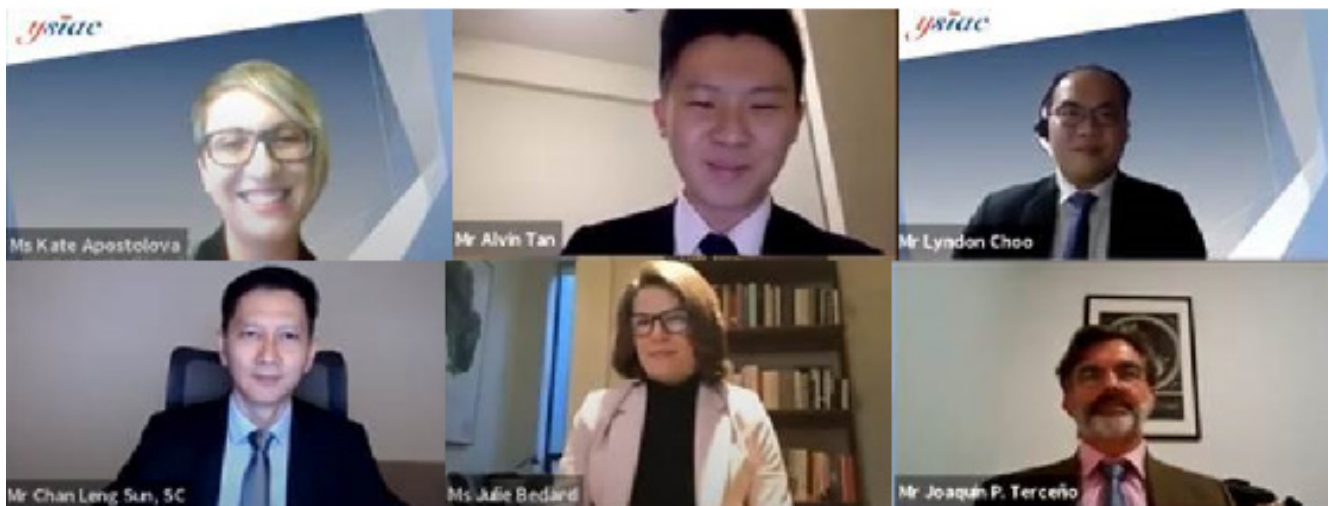 ysiac
ysiac
Ms Kate Apostolova
Mr Alvin Tan
Mr Lyndon Choo
Mr Chan Leng Sun, SC
Ms Julie Bedard
Mr Joaquin P. Terceño